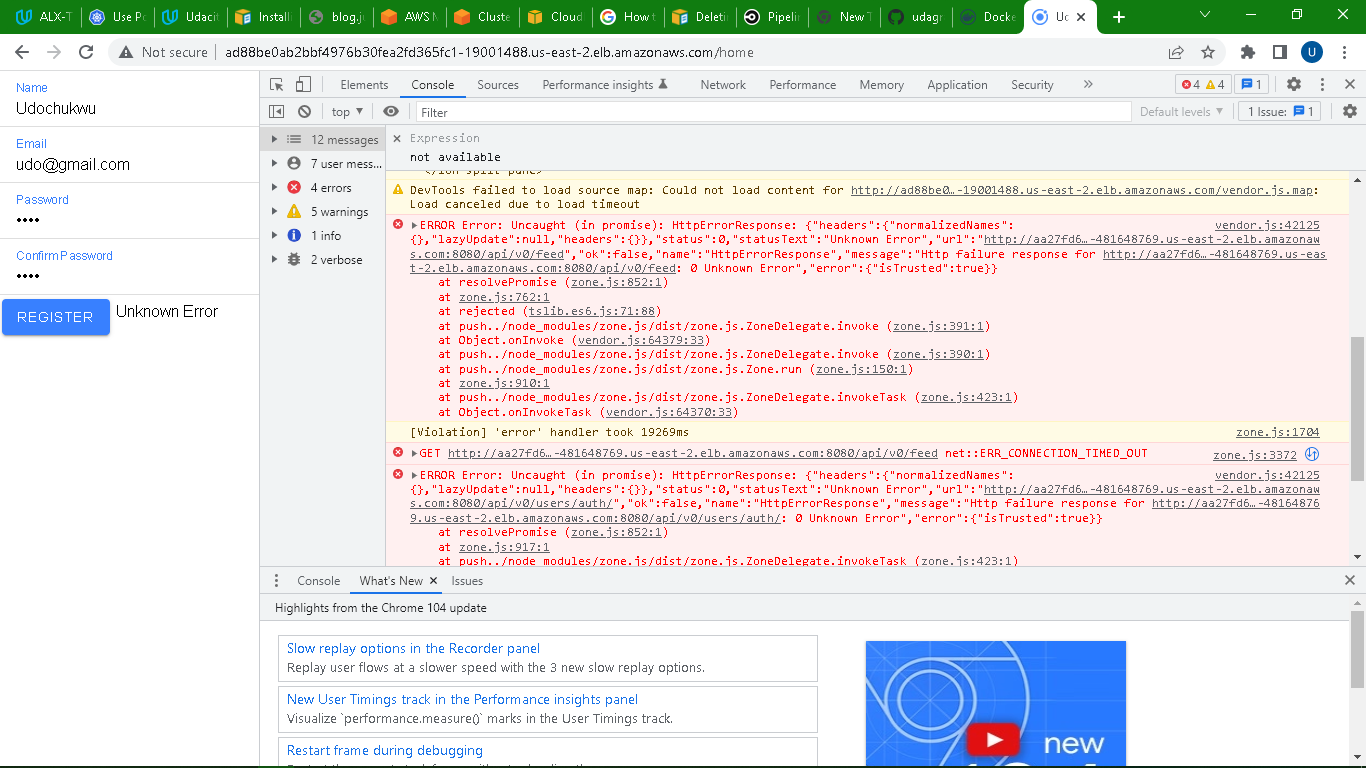 ALX-T
Use Po
Udacit
Installi
blog.ji
AWS N
Cluste
Cloud
How t
Deletin
Pipelin
New T
udagr
Docke
Uc
Not secure
ad88be0ab2bbf4976b30fea2fd365fc1-19001488.us-east-2.elb.amazonaws.com/home
U
Name
Udochukwu
Email
udo@gmail.com
Password
••••
Confirm Password
••••
REGISTER Unknown Error
Elements Console Sources Performance insights Network Performance Memory Application Security » 4 4 1
top Filter Default levels 1 Issue: 1
12 messages
7 user mess...
4 errors
5 warnings
1 info
2 verbose
Expression
not available
DevTools failed to load source map: Could not load content for http://ad88be0…-19001488.us-east-2.elb.amazonaws.com/vendor.js.map:
Load canceled due to load timeout
ERROR Error: Uncaught (in promise): HttpErrorResponse: {"headers":{"normalizedNames": vendor.js:42125
{},"lazyUpdate":null,"headers":{}},"status":0,"statusText":"Unknown Error","url":"http://aa27fd6…-481648769.us-east-2.elb.amazonaw
s.com:8080/api/v0/feed","ok":false,"name":"HttpErrorResponse","message":"Http failure response for http://aa27fd6…-481648769.us-eas
t-2.elb.amazonaws.com:8080/api/v0/feed: 0 Unknown Error","error":{"isTrusted":true}}
at resolvePromise (zone.js:852:1)
at zone.js:762:1
at rejected (tslib.es6.js:71:88)
at push../node_modules/zone.js/dist/zone.js.ZoneDelegate.invoke (zone.js:391:1)
at Object.onInvoke (vendor.js:64379:33)
at push../node_modules/zone.js/dist/zone.js.ZoneDelegate.invoke (zone.js:390:1)
at push../node_modules/zone.js/dist/zone.js.Zone.run (zone.js:150:1)
at zone.js:910:1
at push../node_modules/zone.js/dist/zone.js.ZoneDelegate.invokeTask (zone.js:423:1)
at Object.onInvokeTask (vendor.js:64370:33)
[Violation] 'error' handler took 19269ms zone.js:1704
GET http://aa27fd6…-481648769.us-east-2.elb.amazonaws.com:8080/api/v0/feed net::ERR_CONNECTION_TIMED_OUT zone.js:3372
ERROR Error: Uncaught (in promise): HttpErrorResponse: {"headers":{"normalizedNames": vendor.js:42125
{},"lazyUpdate":null,"headers":{}},"status":0,"statusText":"Unknown Error","url":"http://aa27fd6…-481648769.us-east-2.elb.amazonaw
s.com:8080/api/v0/users/auth/","ok":false,"name":"HttpErrorResponse","message":"Http failure response for http://aa27fd6…-48164876
9.us-east-2.elb.amazonaws.com:8080/api/v0/users/auth/: 0 Unknown Error","error":{"isTrusted":true}}
at resolvePromise (zone.js:852:1)
at zone.js:917:1
at push../node_modules/zone.js/dist/zone.js.ZoneDelegate.invokeTask (zone.js:423:1)
Console What's New Issues
Highlights from the Chrome 104 update
Slow replay options in the Recorder panel
Replay user flows at a slower speed with the 3 new slow replay options.
New User Timings track in the Performance insights panel
Visualize `performance.measure()` marks in the User Timings track.
Restart frame during debugging
new